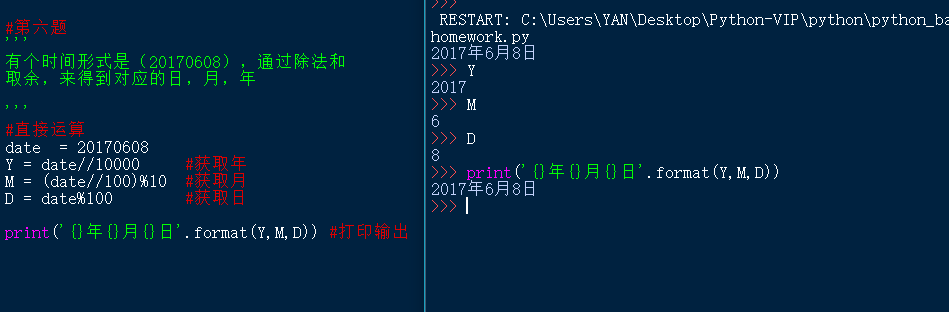 #第六题
'''
有个时间形式是（20170608），通过除法和
取余，来得到对应的日，月，年
'''
#直接运算
date  = 20170608
Y = date//10000      #获取年
M = (date//100)%10  #获取月
D = date%100         #获取日
print('{}年{}月{}日'.format(Y,M,D)) #打印输出
>>>
RESTART: C:\Users\YAN\Desktop\Python-VIP\python\python_ba
homework.py
2017年6月8日
>>> Y
2017
>>> M
6
>>> D
8
>>> print('{}年{}月{}日'.format(Y,M,D))
2017年6月8日
>>>